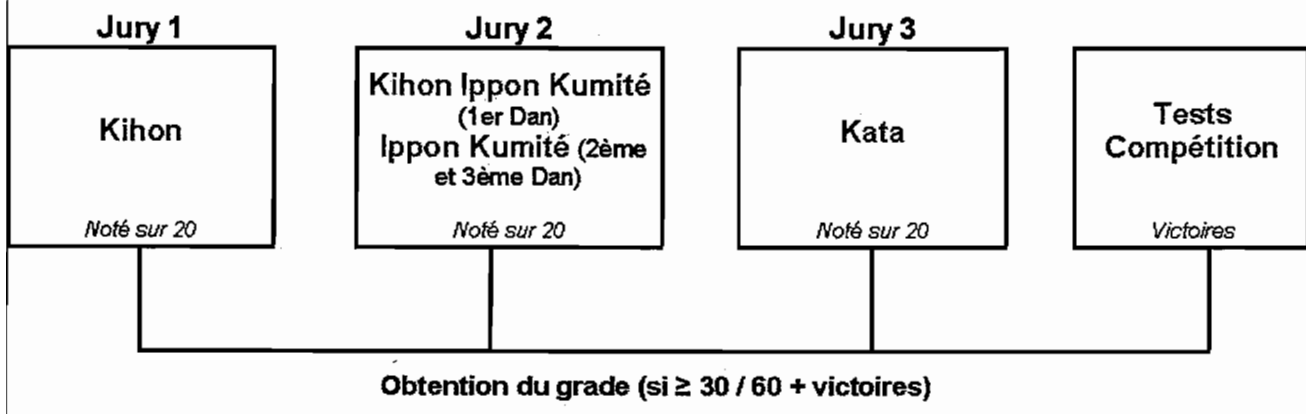 Jury 1
Kihon
Noté sur 20
Jury 2
Kihon Ippon Kumité
(1er Dan)
Ippon Kumité (2ème
et 3ème Dan)
Noté sur 20
Jury 3
Kata
Noté sur 20
Tests
Compétition
Victoires
Obtention du grade (si ≥ 30 / 60 + victoires)